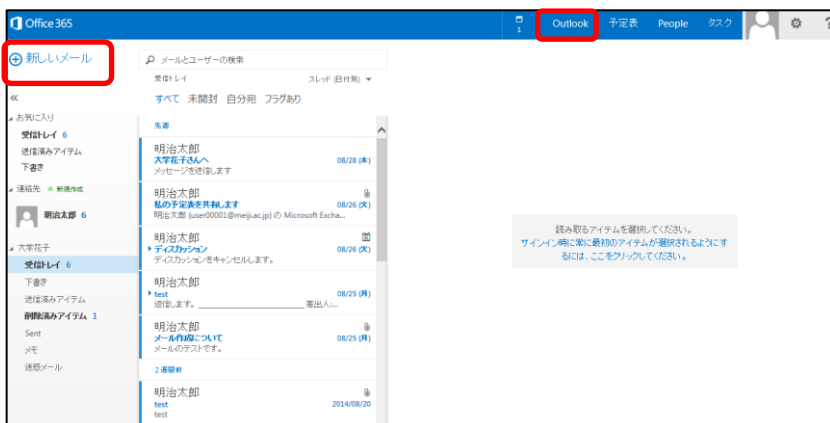 Office 365
1
Outlook 予定表 People タスク
?
新しいメール
メールとユーザーの検索
受信トレイ スレッド (日付別)
すべて 未開封 自分宛 フラグあり
«
お気に入り
受信トレイ 6
送信済みアイテム
下書き
連絡先 新規作成
明治太郎 6
大学花子
受信トレイ 6
下書き
送信済みアイテム
削除済みアイテム 1
Sent
メモ
迷惑メール
先週
明治太郎
大学花子さんへ 08/28 (木)
メッセージを送信します
明治太郎
私の予定表を共有します 08/26 (火)
明治太郎 (user00001@meiji.ac.jp) の Microsoft Excha...
明治太郎
ディスカッション 08/26 (火)
ディスカッションをキャンセルします。
明治太郎
test 08/25 (月)
返信します。 ________________ 差出人:...
明治太郎
メール作成について 08/25 (月)
メールのテストです。
2 週間前
明治太郎
test 2014/08/20
test
読み取るアイテムを選択してください。
サインイン時に常に最初のアイテムが選択されるようにす
るには、ここをクリックしてください。